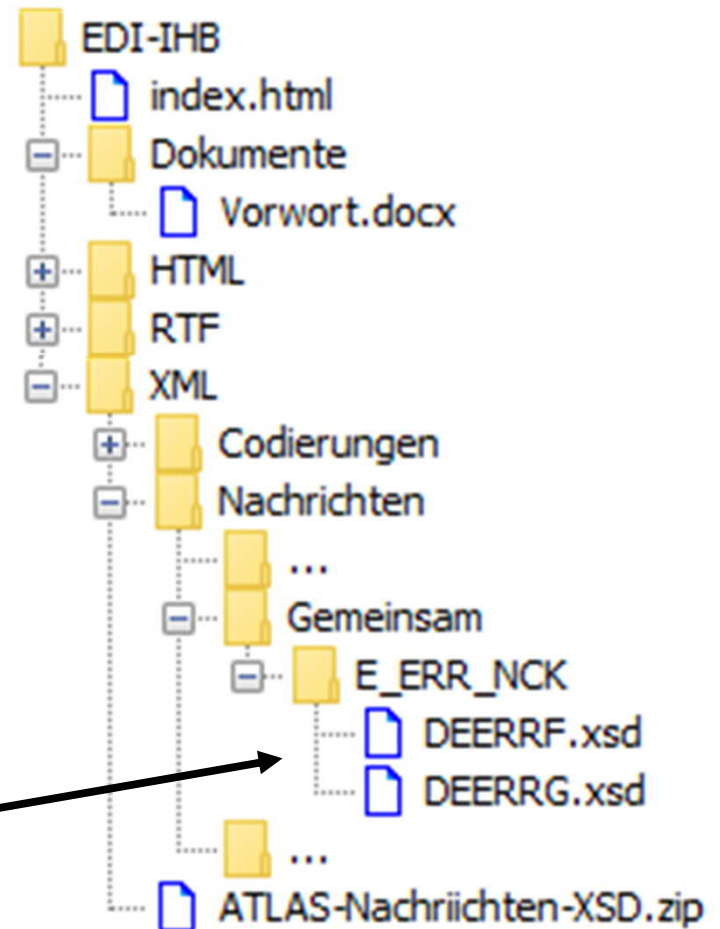 EDI-IHB
index.html
Dokumente
Vorwort.docx
HTML
RTF
XML
Codierungen
Nachrichten
...
Gemeinsam
E_ERR_NCK
DEERRF.xsd
DEERRG.xsd
...
ATLAS-Nachriichten-XSD.zip